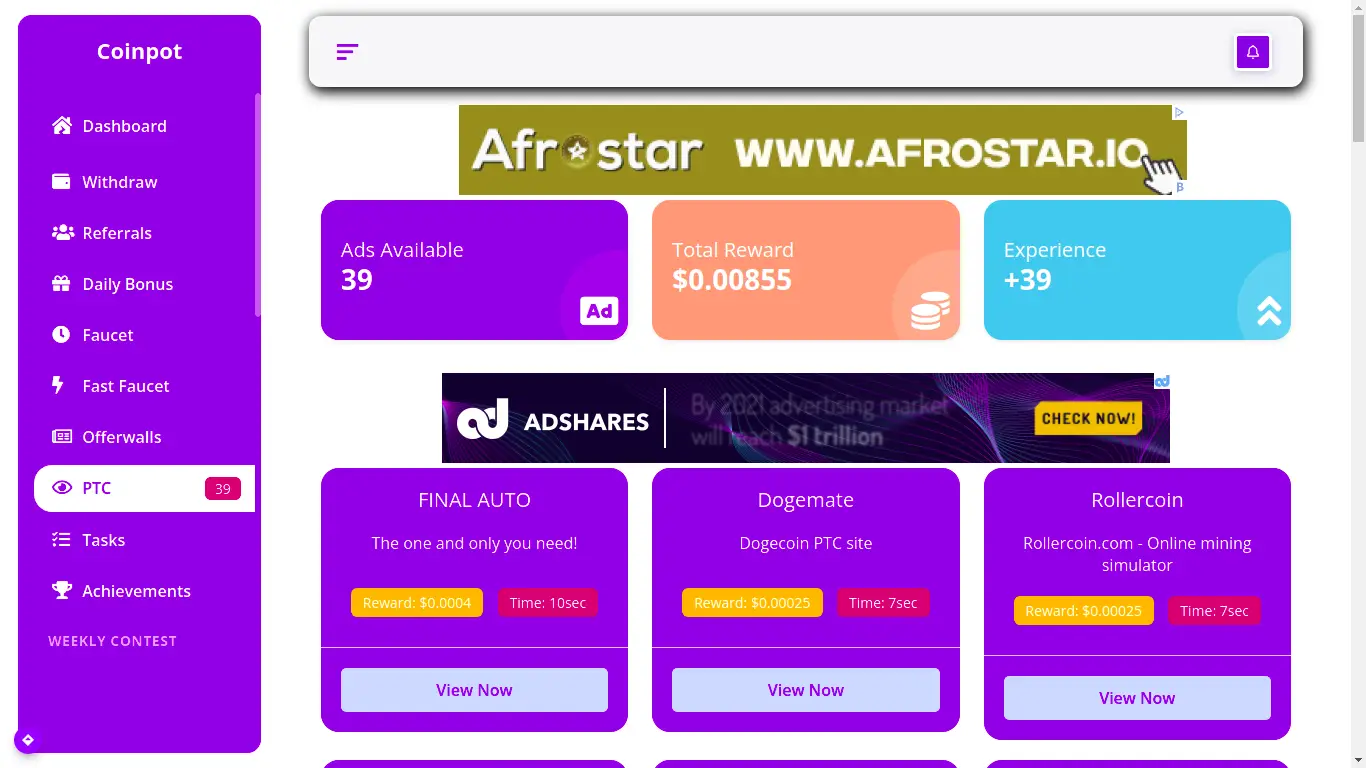 Coinpot
Dashboard
Withdraw
Referrals
Daily Bonus
Faucet
Fast Faucet
Offerwalls
PTC 39
Tasks
Achievements
WEEKLY CONTEST
Afrostar WWW.AFROSTAR.IO
Ads Available
39
Ad
Total Reward
$0.00855
Experience
+39
ADSHARES
By 2021 advertising market
will reach $1 trillion
CHECK NOW!
FINAL AUTO
The one and only you need!
Reward: $0.0004 Time: 10sec
View Now
Dogemate
Dogecoin PTC site
Reward: $0.00025 Time: 7sec
View Now
Rollercoin
Rollercoin.com - Online mining
simulator
Reward: $0.00025 Time: 7sec
View Now